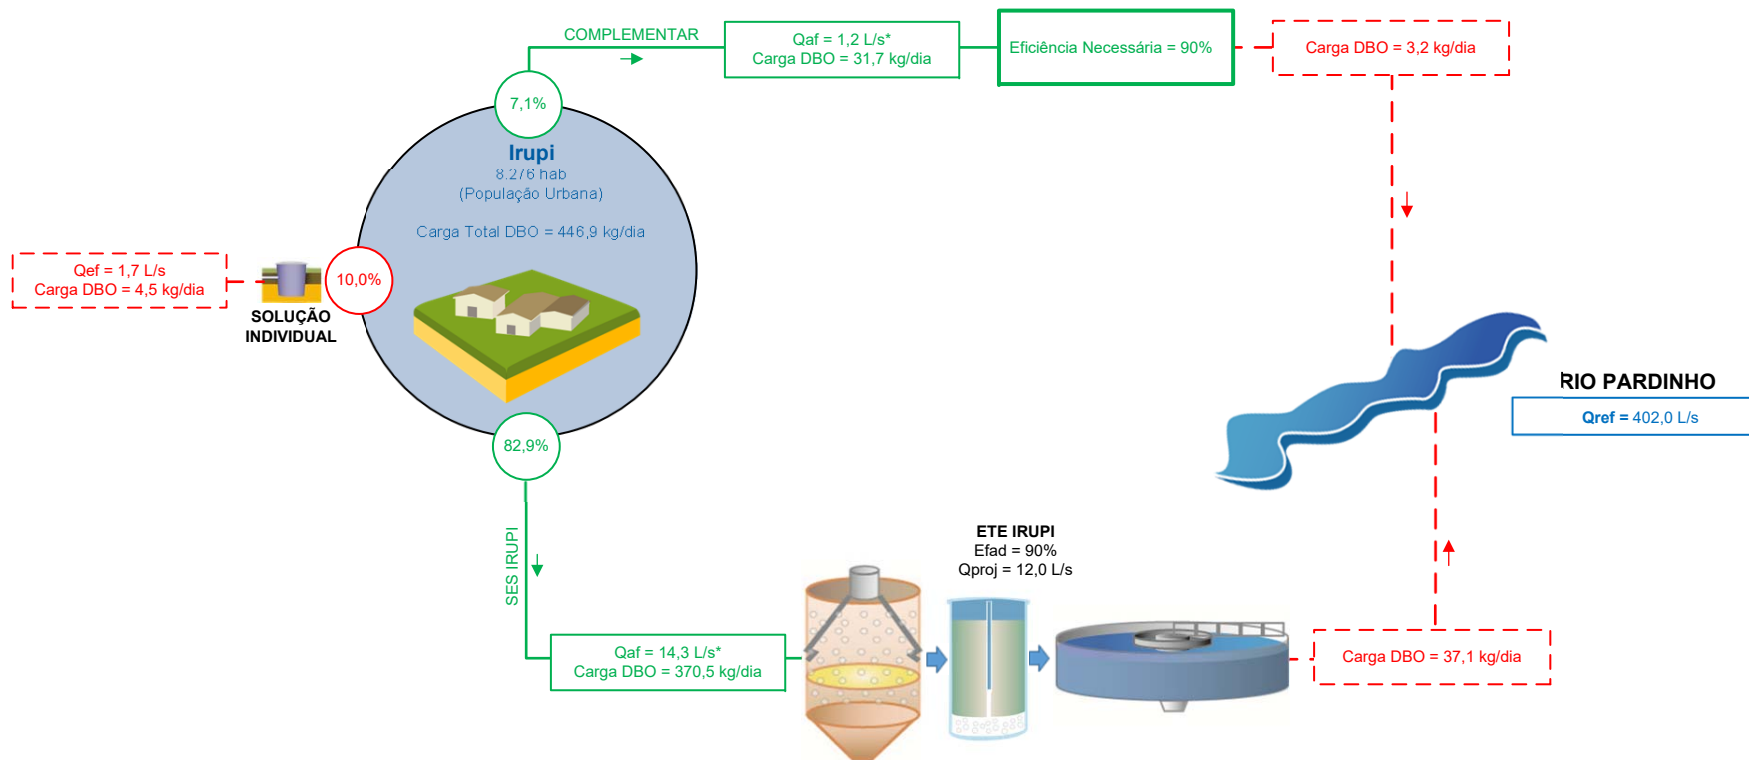 COMPLEMENTAR
Qaf = 1,2 L/s*
Carga DBO = 31,7 kg/dia
Eficiência Necessária = 90%
Carga DBO = 3,2 kg/dia
7,1%
Irupi
8.276 hab
(População Urbana)
Carga Total DBO = 446,9 kg/dia
Qef = 1,7 L/s
Carga DBO = 4,5 kg/dia
10,0%
SOLUÇÃO
INDIVIDUAL
RIO PARDINHO
Qref = 402,0 L/s
82,9%
SES IRUPI
ETE IRUPI
Efad = 90%
Qproj = 12,0 L/s
Qaf = 14,3 L/s*
Carga DBO = 370,5 kg/dia
Carga DBO = 37,1 kg/dia